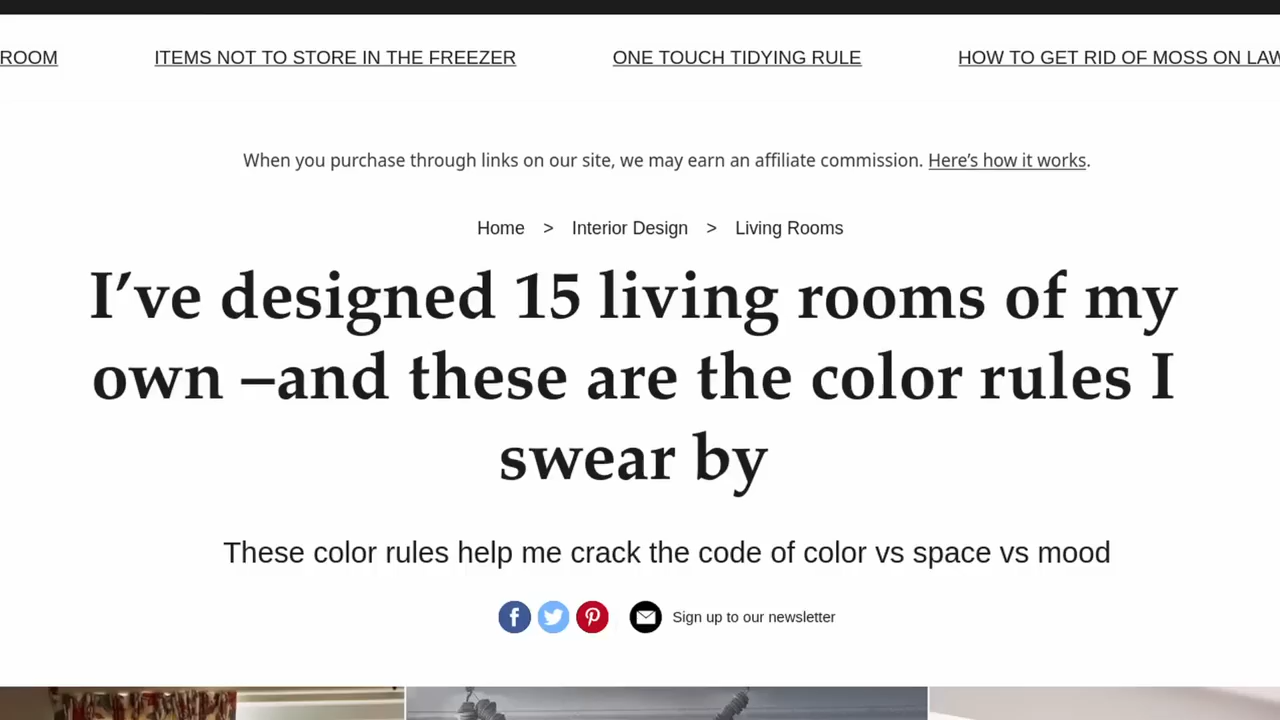 ROOM ITEMS NOT TO STORE IN THE FREEZER ONE TOUCH TIDYING RULE HOW TO GET RID OF MOSS ON LAW
When you purchase through links on our site, we may earn an affiliate commission. Here’s how it works.
Home > Interior Design > Living Rooms
I’ve designed 15 living rooms of my
own –and these are the color rules I
swear by
These color rules help me crack the code of color vs space vs mood
Sign up to our newsletter